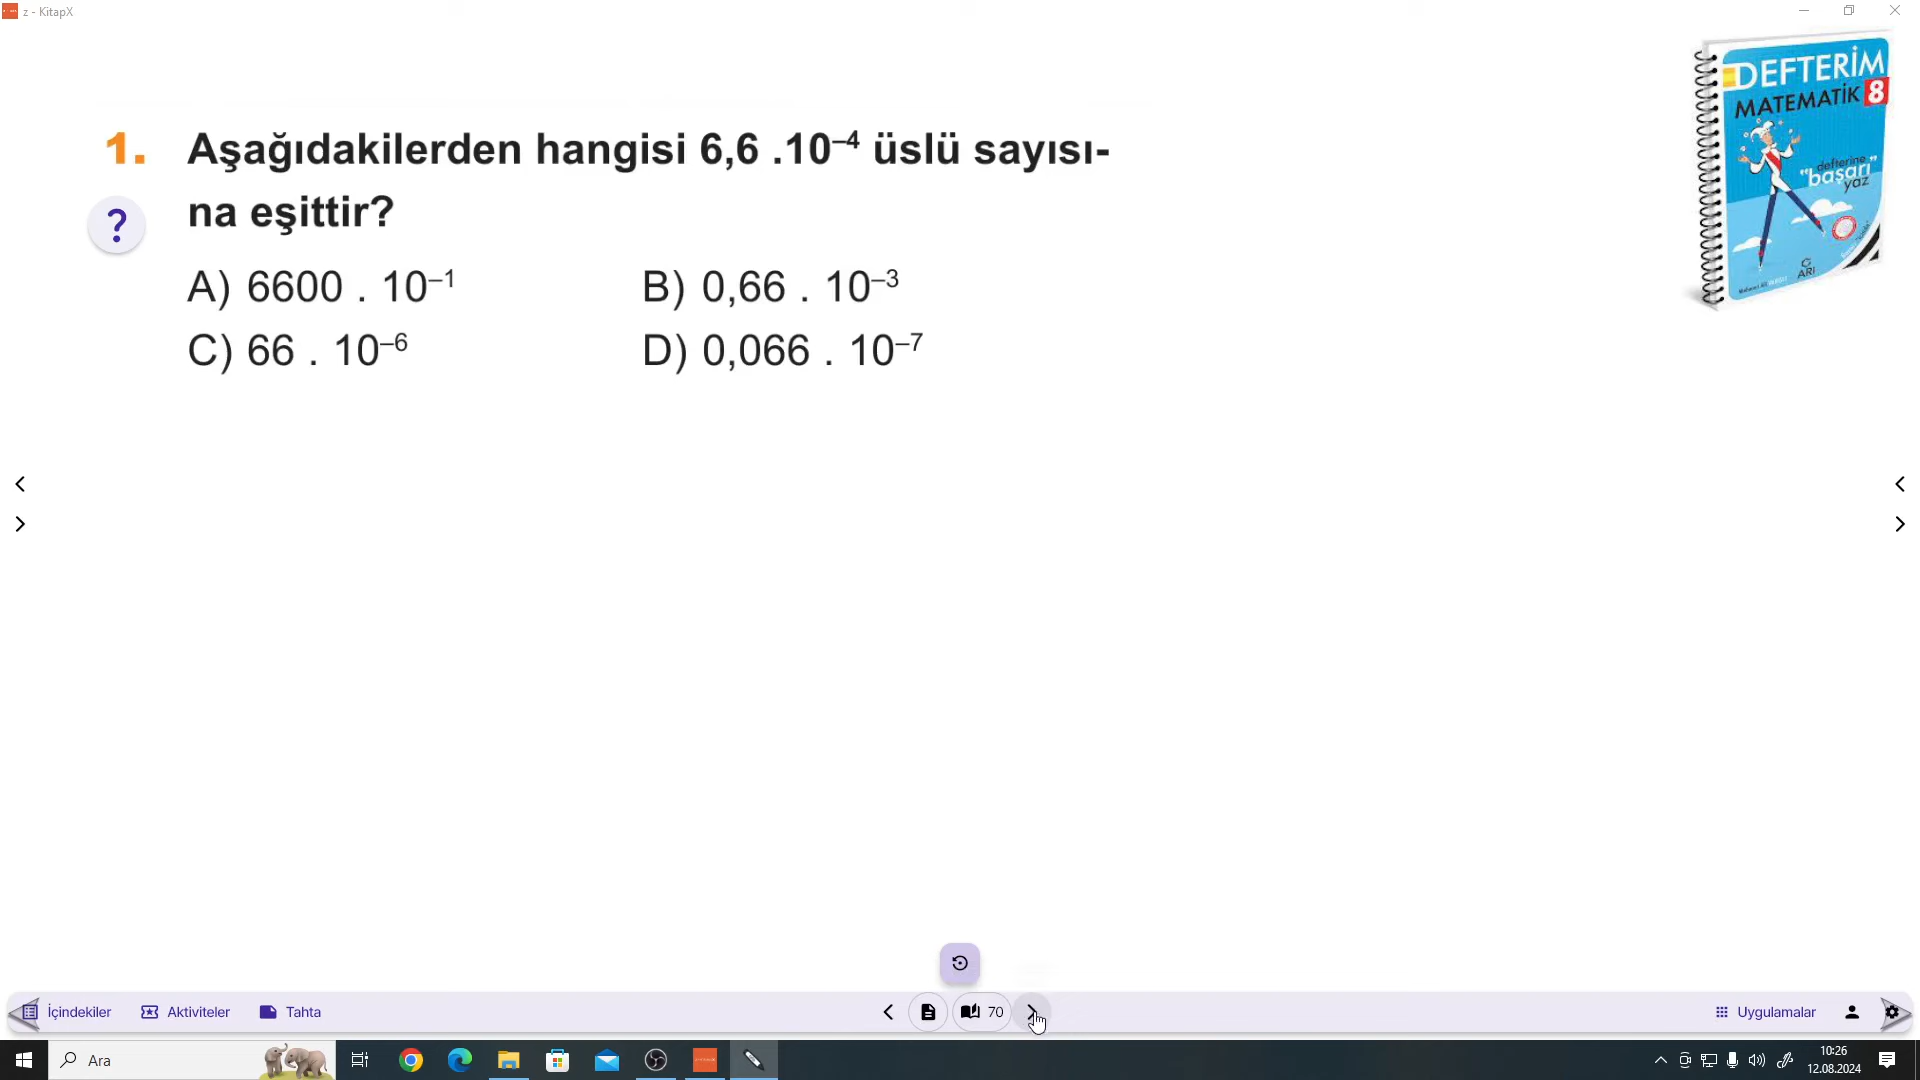 z - KitapX
DEFTERİM
MATEMATİK 8
defterine
"başarı"
yaz
ARI
1. Aşağıdakilerden hangisi 6,6 .10⁻⁴ üslü sayısı-
na eşittir?
?
A) 6600 . 10⁻¹ B) 0,66 . 10⁻³
C) 66 . 10⁻⁶ D) 0,066 . 10⁻⁷
İçindekiler Aktiviteler Tahta 70 Uygulamalar
Ara 10:26
12.08.2024